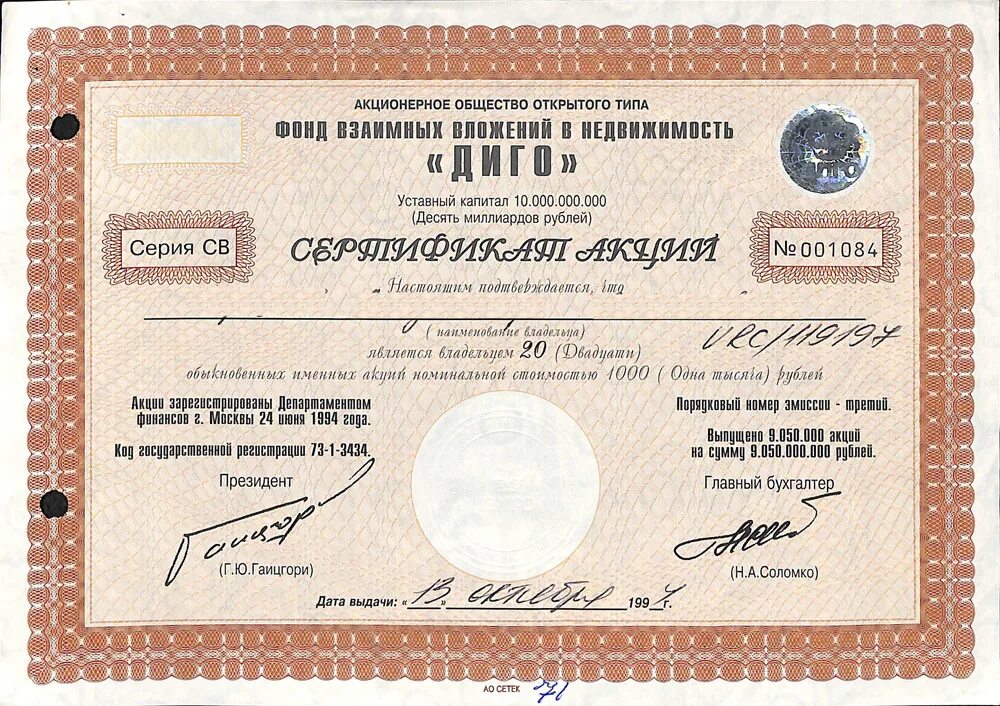 АКЦИОНЕРНОЕ ОБЩЕСТВО ОТКРЫТОГО ТИПА
ФОНД ВЗАИМНЫХ ВЛОЖЕНИЙ В НЕДВИЖИМОСТЬ
«ДИГО»
Уставный капитал 10.000.000.000
(Десять миллиардов рублей)
Серия СВ
СЕРТИФИКАТ АКЦИЙ
№ 001084
Настоящим подтверждается, что
(наименование владельца)
VRC/119197
является владельцем 20 (Двадцати)
обыкновенных именных акций номинальной стоимостью 1000 (Одна тысяча) рублей
Акции зарегистрированы Департаментом
финансов г. Москвы 24 июня 1994 года.
Код государственной регистрации 73-1-3434.
Порядковый номер эмиссии - третий.
Выпущено 9.050.000 акций
на сумму 9.050.000.000 рублей.
Президент
Главный бухгалтер
(Г.Ю.Гаицгори)
(Н.А.Соломко)
Дата выдачи: «13» октября 1994г.
АО СЕТЕК